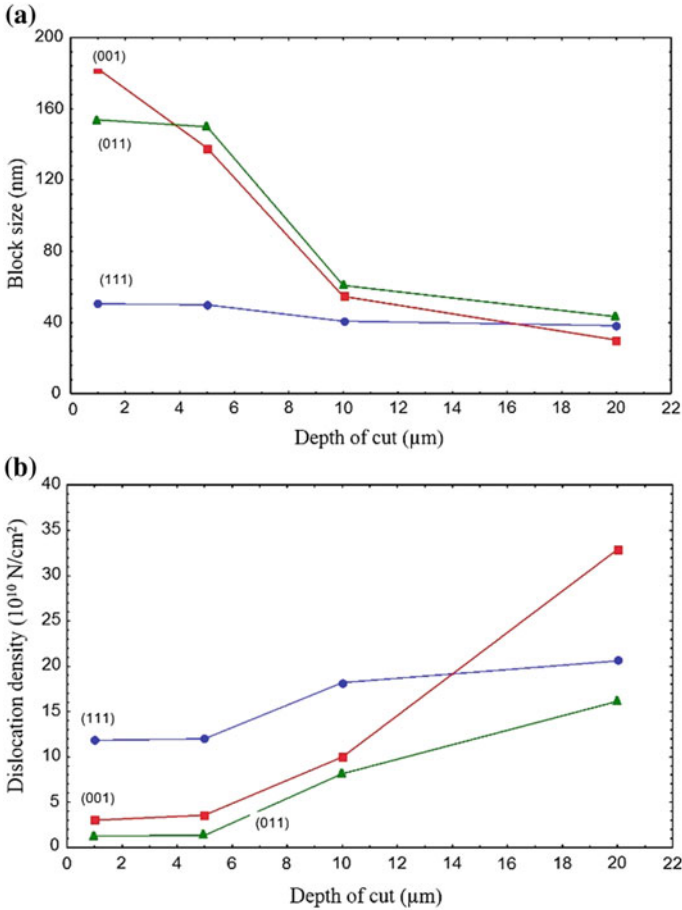 (a)
200
160
120
80
40
0
Block size (nm)
(001)
(011)
(111)
0 2 4 6 8 10 12 14 16 18 20 22
Depth of cut (µm)
(b)
40
35
30
25
20
15
10
5
0
Dislocation density (10¹⁰ N/cm²)
(111)
(001)
(011)
0 2 4 6 8 10 12 14 16 18 20 22
Depth of cut (µm)